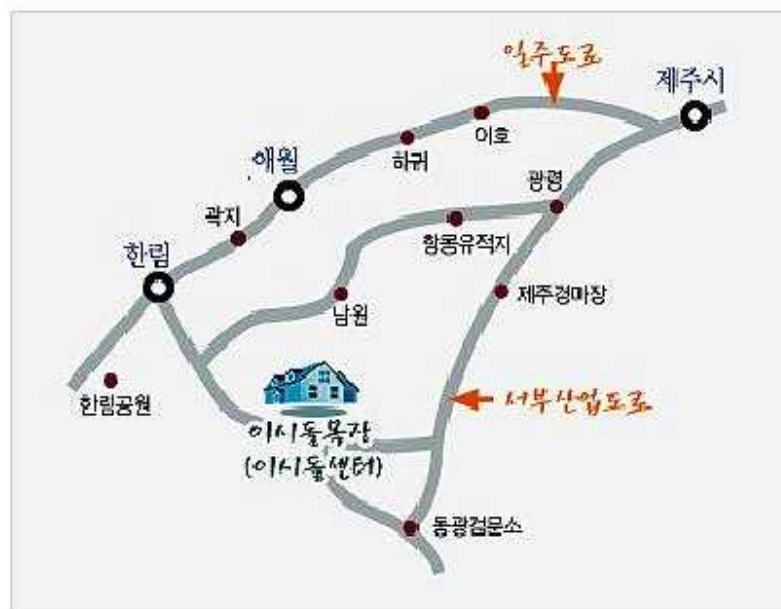 일주도로
제주시
이호
하귀
애월
광령
곽지
항몽유적지
한림
제주경마장
남원
한림공원
서부산업도로
이시돌목장
(이시돌센터)
동광검문소